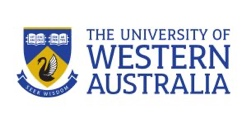 THE UNIVERSITY OF
WESTERN
AUSTRALIA
SEEK WISDOM